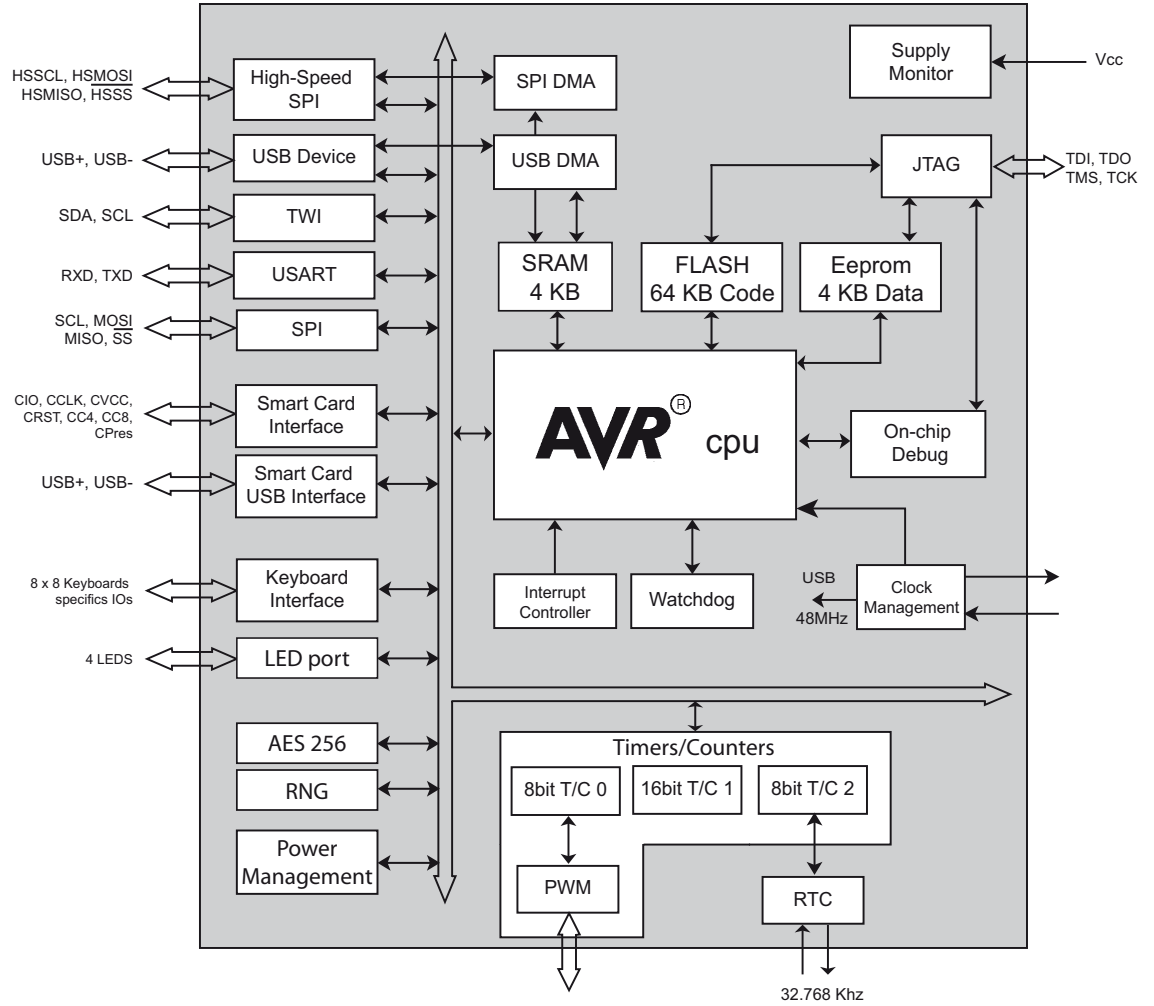 HSSCL, HSMOSI
HSMISO, HSSS
High-Speed
SPI
SPI DMA
Supply
Monitor
Vcc
USB+, USB-
USB Device
USB DMA
JTAG
TDI, TDO
TMS, TCK
SDA, SCL
TWI
RXD, TXD
USART
SRAM
4 KB
FLASH
64 KB Code
Eeprom
4 KB Data
SCL, MOSI
MISO, SS
SPI
CIO, CCLK, CVCC,
CRST, CC4, CC8,
CPres
Smart Card
Interface
AVR® cpu
On-chip
Debug
USB+, USB-
Smart Card
USB Interface
8 x 8 Keyboards
specifics IOs
Keyboard
Interface
Interrupt
Controller
Watchdog
USB
48MHz
Clock
Management
4 LEDS
LED port
AES 256
RNG
Power
Management
Timers/Counters
8bit T/C 0
16bit T/C 1
8bit T/C 2
PWM
RTC
32.768 Khz